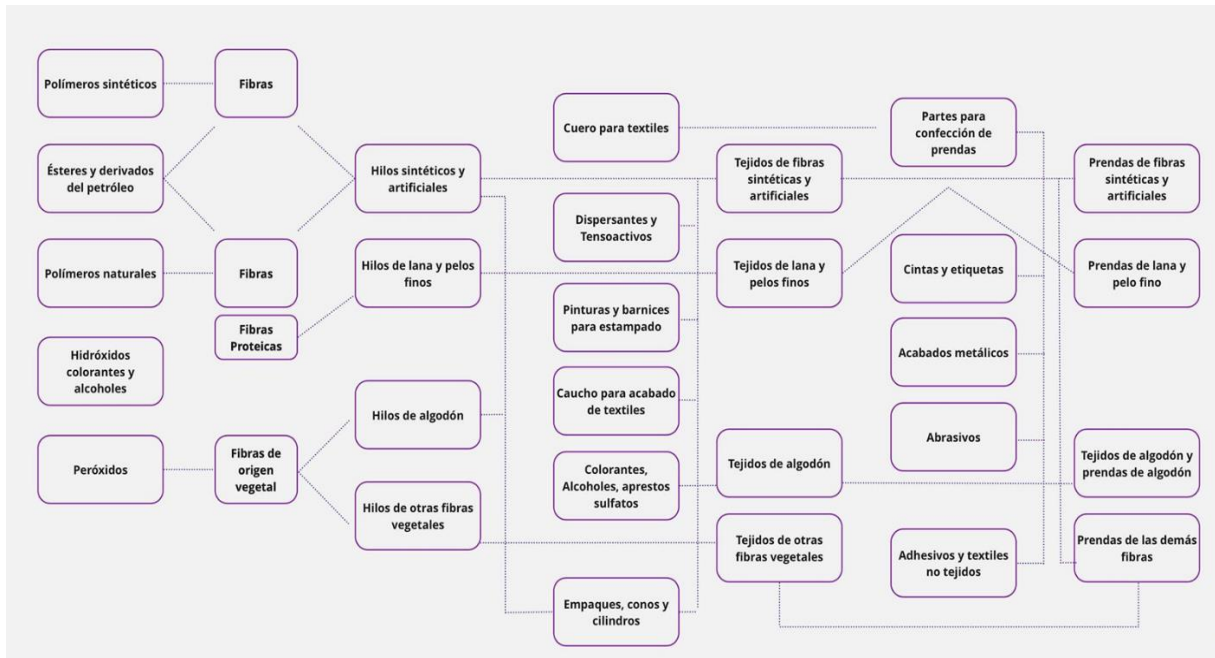 Polímeros sintéticos
Fibras
Ésteres y derivados
del petróleo
Polímeros naturales
Fibras
Fibras
Proteicas
Hidróxidos
colorantes y
alcoholes
Peróxidos
Fibras de
origen
vegetal
Hilos sintéticos y
artificiales
Hilos de lana y pelos
finos
Hilos de algodón
Hilos de otras fibras
vegetales
Cuero para textiles
Dispersantes y
Tensoactivos
Pinturas y barnices
para estampado
Caucho para acabado
de textiles
Colorantes,
Alcoholes, aprestos
sulfatos
Empaques, conos y
cilindros
Tejidos de fibras
sintéticas y
artificiales
Tejidos de lana y
pelos finos
Tejidos de algodón
Tejidos de otras
fibras vegetales
Partes para
confección de
prendas
Cintas y etiquetas
Acabados metálicos
Abrasivos
Adhesivos y textiles
no tejidos
Prendas de fibras
sintéticas y
artificiales
Prendas de lana y
pelo fino
Tejidos de algodón y
prendas de algodón
Prendas de las demás
fibras